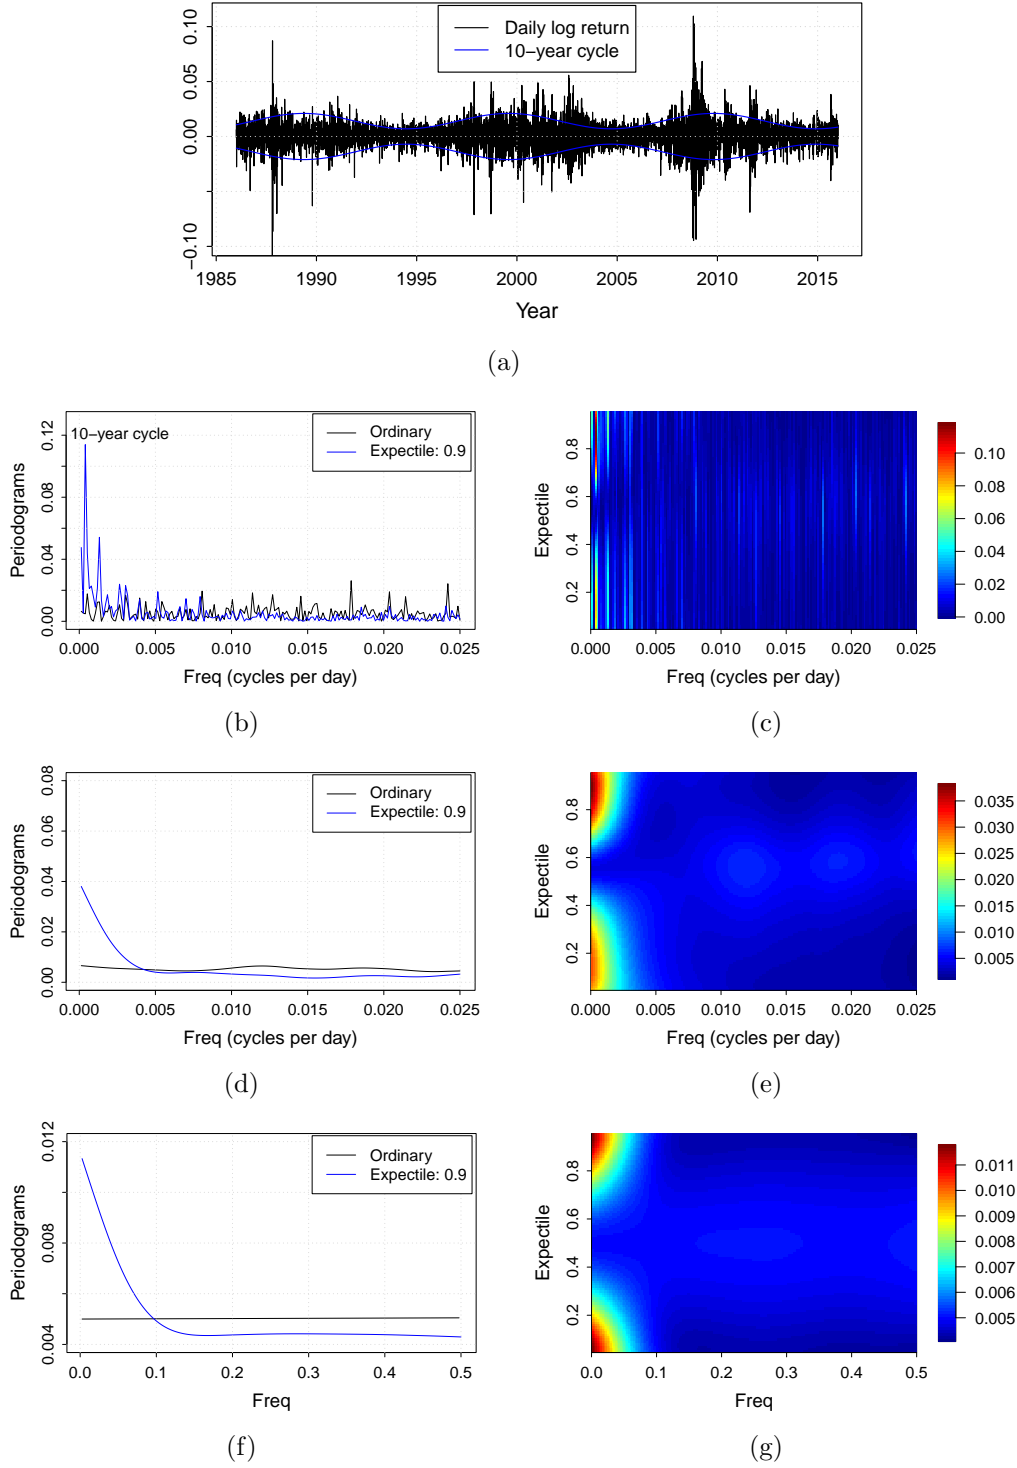 Daily log return
10−year cycle
0.10
0.05
0.00
−0.10
1985 1990 1995 2000 2005 2010 2015
Year
(a)
10−year cycle
Ordinary
Expectile: 0.9
Periodograms
0.12
0.08
0.04
0.00
0.000 0.005 0.010 0.015 0.020 0.025
Freq (cycles per day)
(b)
Expectile
0.8
0.6
0.4
0.2
0.000 0.005 0.010 0.015 0.020 0.025
Freq (cycles per day)
0.10
0.08
0.06
0.04
0.02
0.00
(c)
Ordinary
Expectile: 0.9
Periodograms
0.08
0.06
0.04
0.02
0.00
0.000 0.005 0.010 0.015 0.020 0.025
Freq (cycles per day)
(d)
Expectile
0.8
0.6
0.4
0.2
0.000 0.005 0.010 0.015 0.020 0.025
Freq (cycles per day)
0.035
0.030
0.025
0.020
0.015
0.010
0.005
(e)
Ordinary
Expectile: 0.9
Periodograms
0.012
0.008
0.004
0.0 0.1 0.2 0.3 0.4 0.5
Freq
(f)
Expectile
0.8
0.6
0.4
0.2
0.0 0.1 0.2 0.3 0.4 0.5
Freq
0.011
0.010
0.009
0.008
0.007
0.006
0.005
(g)